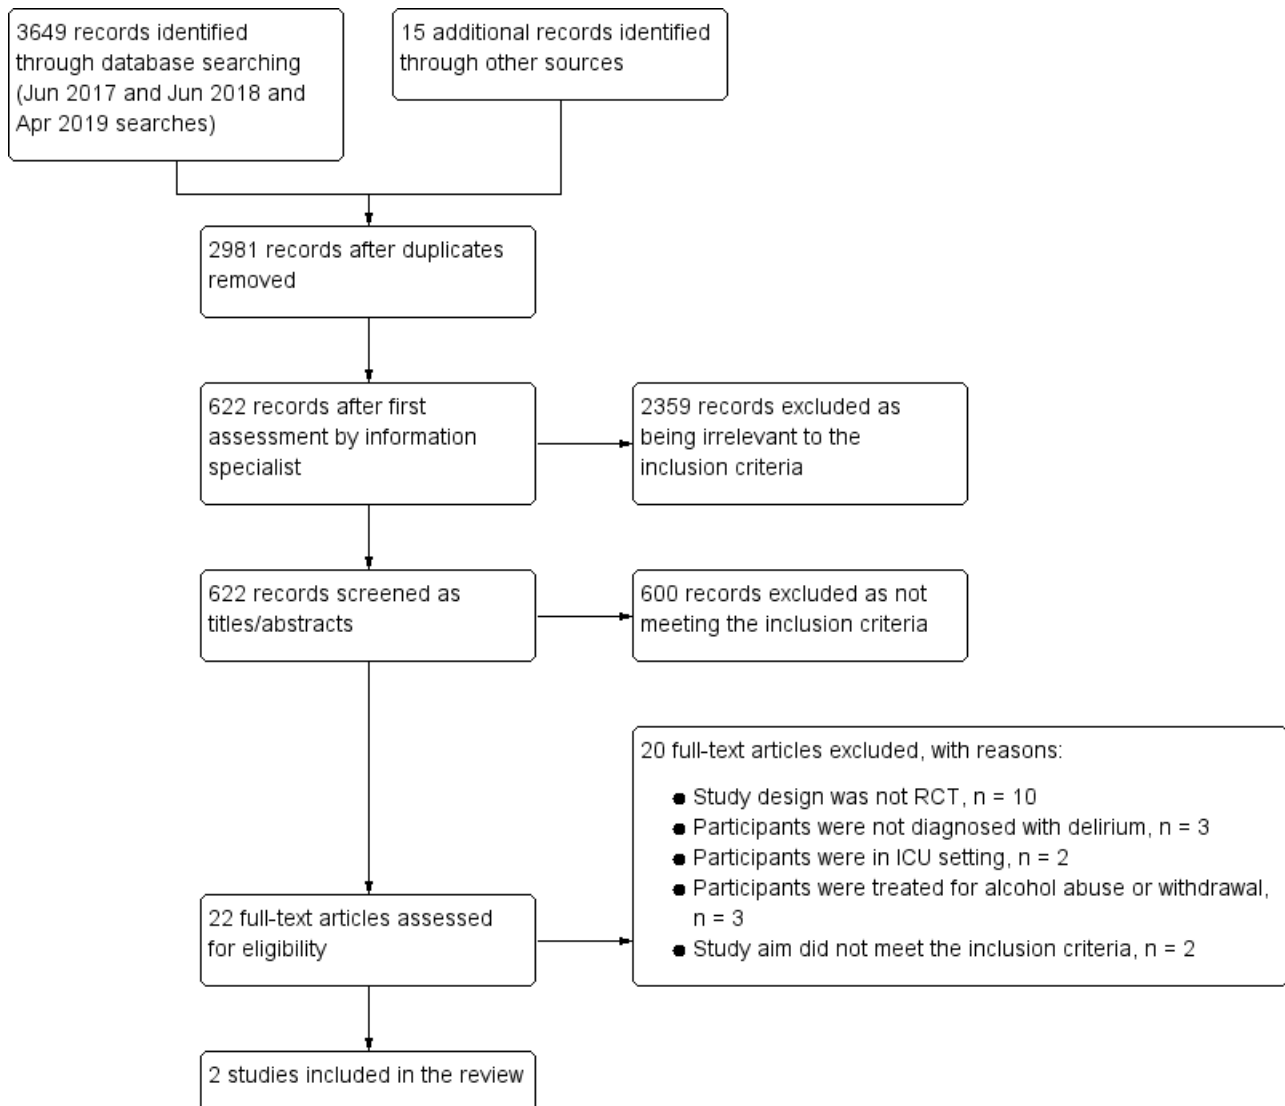 3649 records identified
through database searching
(Jun 2017 and Jun 2018 and
Apr 2019 searches)
15 additional records identified
through other sources
2981 records after duplicates
removed
622 records after first
assessment by information
specialist
2359 records excluded as
being irrelevant to the
inclusion criteria
622 records screened as
titles/abstracts
600 records excluded as not
meeting the inclusion criteria
20 full-text articles excluded, with reasons:
● Study design was not RCT, n = 10
● Participants were not diagnosed with delirium, n = 3
● Participants were in ICU setting, n = 2
● Participants were treated for alcohol abuse or withdrawal,
n = 3
● Study aim did not meet the inclusion criteria, n = 2
22 full-text articles assessed
for eligibility
2 studies included in the review